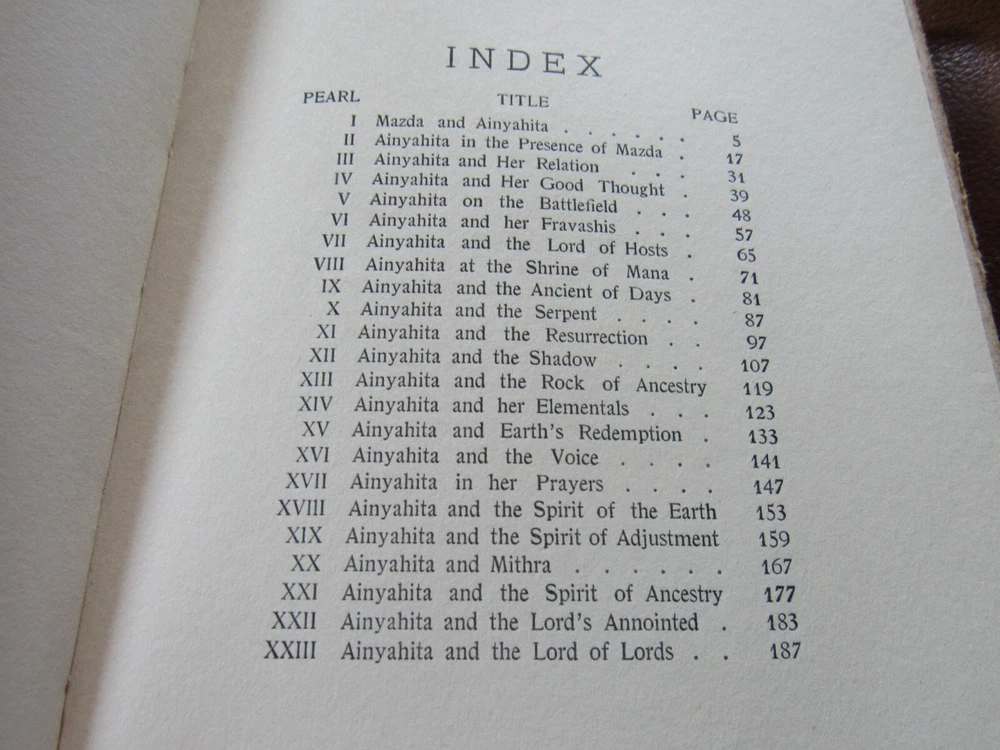 INDEX
PEARL TITLE PAGE
I Mazda and Ainyahita . . . . . . 5
II Ainyahita in the Presence of Mazda . 17
III Ainyahita and Her Relation . . . 31
IV Ainyahita and Her Good Thought . 39
V Ainyahita on the Battlefield . . . 48
VI Ainyahita and her Fravashis . . . 57
VII Ainyahita and the Lord of Hosts . 65
VIII Ainyahita at the Shrine of Mana . 71
IX Ainyahita and the Ancient of Days . 81
X Ainyahita and the Serpent . . . . 87
XI Ainyahita and the Resurrection . . 97
XII Ainyahita and the Shadow . . . . 107
XIII Ainyahita and the Rock of Ancestry 119
XIV Ainyahita and her Elementals . . . 123
XV Ainyahita and Earth's Redemption . 133
XVI Ainyahita and the Voice . . . . 141
XVII Ainyahita in her Prayers . . . . 147
XVIII Ainyahita and the Spirit of the Earth 153
XIX Ainyahita and the Spirit of Adjustment 159
XX Ainyahita and Mithra . . . . . . 167
XXI Ainyahita and the Spirit of Ancestry 177
XXII Ainyahita and the Lord's Annointed . 183
XXIII Ainyahita and the Lord of Lords . . 187